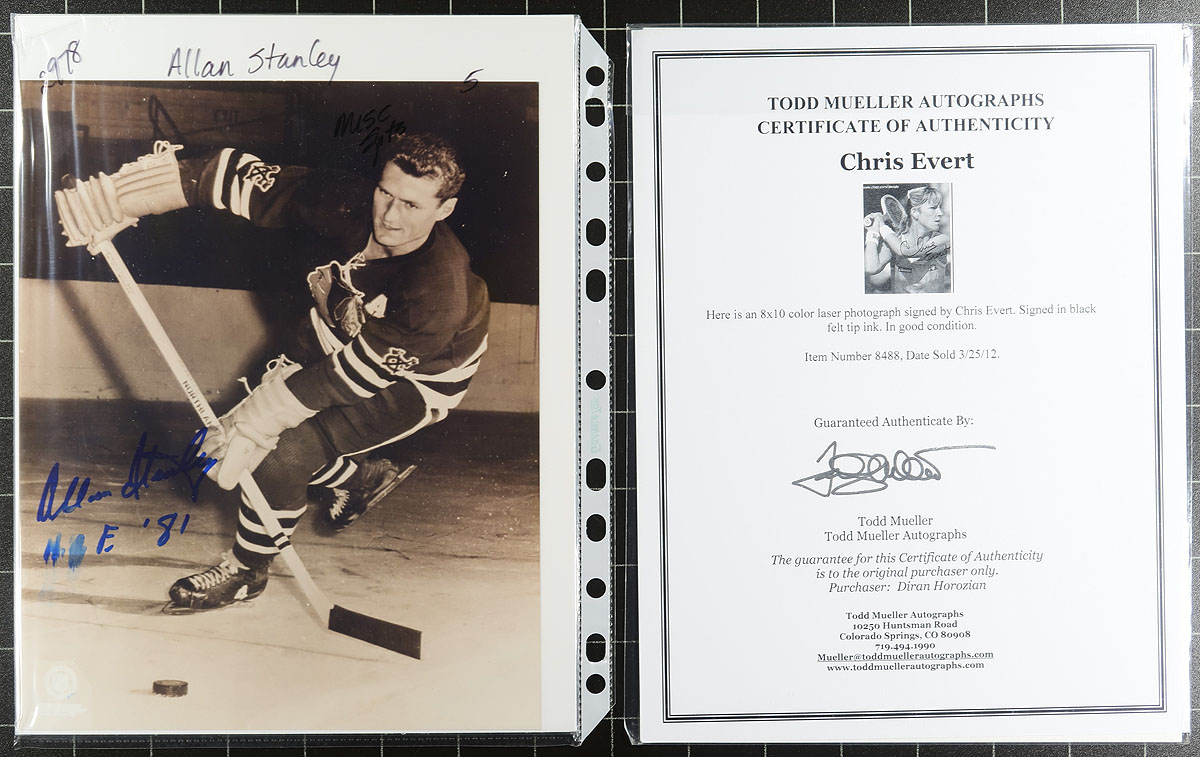 2978
Allan Stanley
5
MISC
A
NORTHLAND
Allan Stanley
H.O.F. '81
TODD MUELLER AUTOGRAPHS
CERTIFICATE OF AUTHENTICITY
Chris Evert
Here is an 8x10 color laser photograph signed by Chris Evert. Signed in black
felt tip ink. In good condition.
Item Number 8488, Date Sold 3/25/12.
Guaranteed Authenticate By:
Todd Mueller
Todd Mueller Autographs
The guarantee for this Certificate of Authenticity
is to the original purchaser only.
Purchaser: Diran Horozian
Todd Mueller Autographs
10250 Huntsman Road
Colorado Springs, CO 80908
719.494.1990
Mueller@toddmuellerautographs.com
www.toddmuellerautographs.com